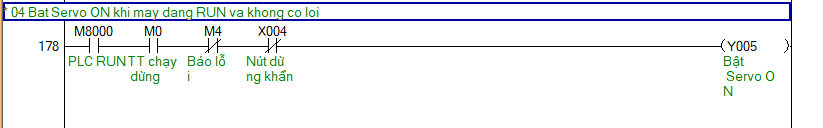 * 04 Bat Servo ON khi may dang RUN va khong co loi
M8000 M0 M4 X004
178 Y005
PLC RUN TT chạy Báo lỗ Nút dừ Bật
dừng i ng khẩn Servo O
N